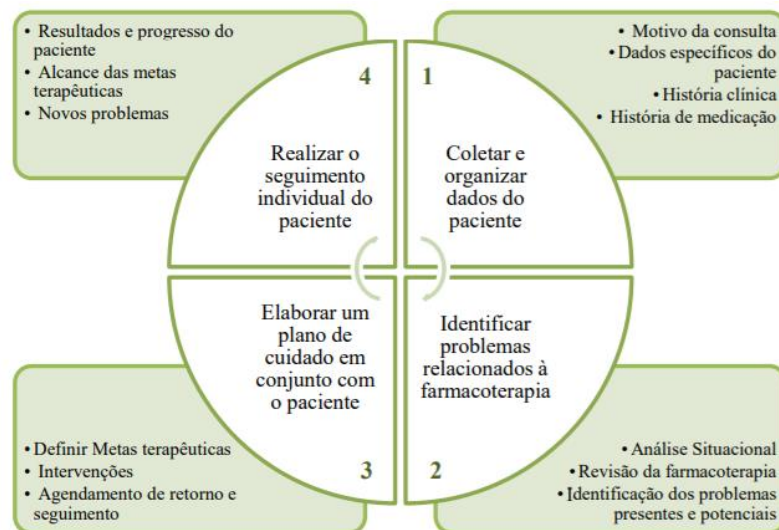 • Resultados e progresso do
paciente
• Alcance das metas
terapêuticas
• Novos problemas
4
Realizar o
seguimento
individual do
paciente
• Motivo da consulta
• Dados específicos do
paciente
• História clínica
• História de medicação
1
Coletar e
organizar
dados do
paciente
Identificar
problemas
relacionados à
farmacoterapia
2
• Análise Situacional
• Revisão da farmacoterapia
• Identificação dos problemas
presentes e potenciais
Elaborar um
plano de
cuidado em
conjunto com
o paciente
3
• Definir Metas terapêuticas
• Intervenções
• Agendamento de retorno e
seguimento